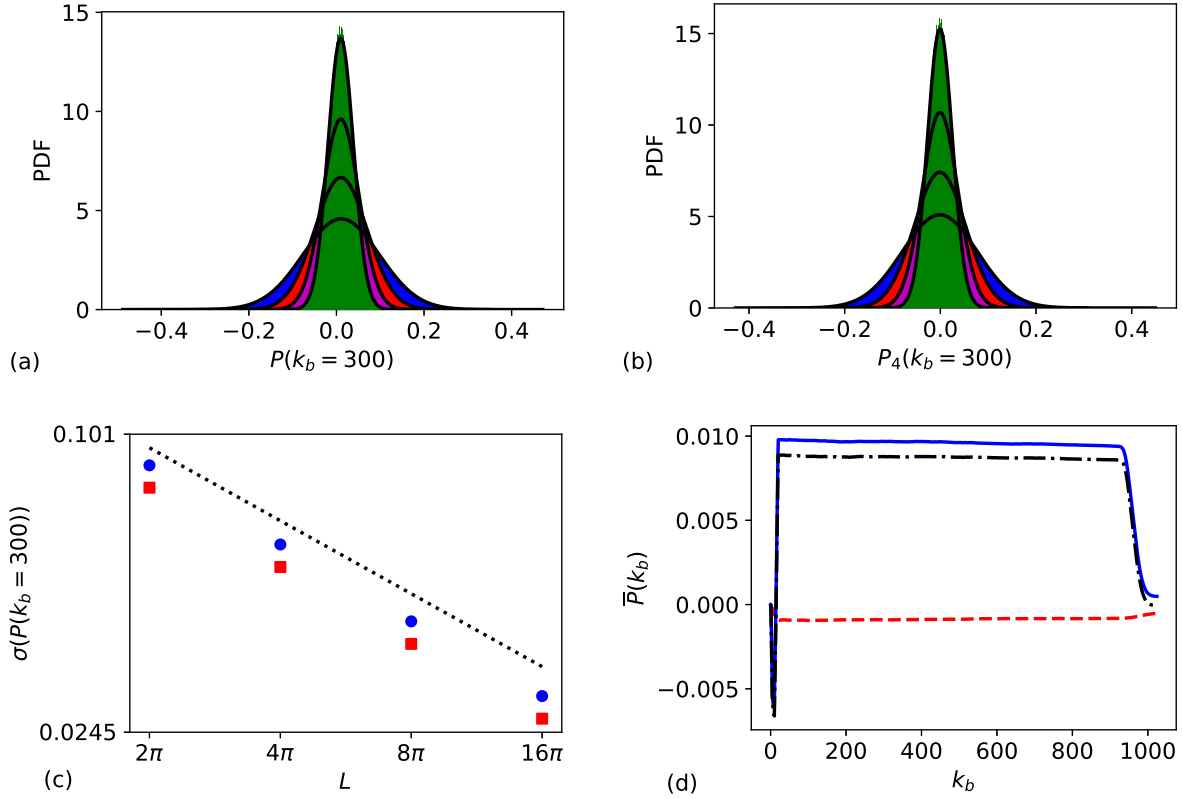 15
10
5
0
PDF
−0.4 −0.2 0.0 0.2 0.4
(a)
P(k_b = 300)
15
10
5
0
PDF
−0.4 −0.2 0.0 0.2 0.4
(b)
P_4(k_b = 300)
0.101
0.0245
σ(P(k_b = 300))
2π 4π 8π 16π
(c)
L
0.010
0.005
0.000
−0.005
P̅(k_b)
0 200 400 600 800 1000
(d)
k_b